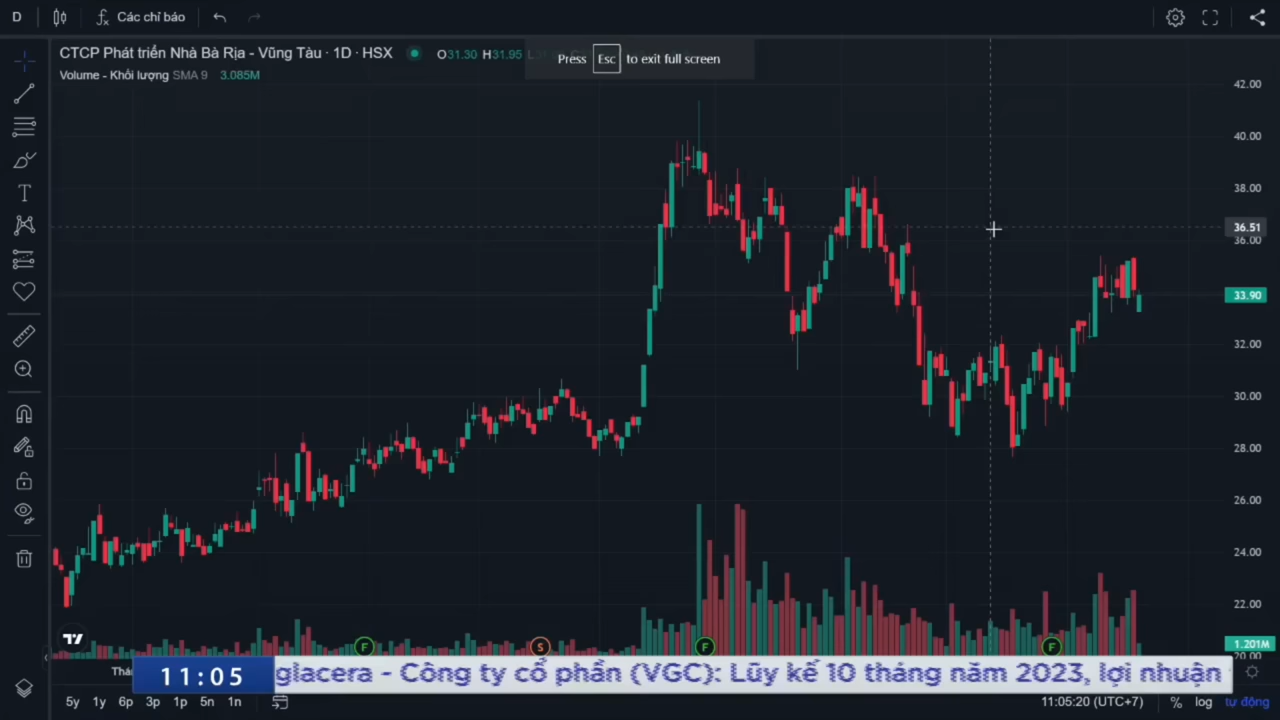 D
Các chỉ báo
CTCP Phát triển Nhà Bà Rịa - Vũng Tàu · 1D · HSX O31.30 H31.95
Press Esc to exit full screen
Volume - Khối lượng SMA 9 3.085M
42.00
40.00
38.00
36.51
36.00
33.90
32.00
30.00
28.00
26.00
24.00
22.00
1.201M
20.00
F
S
F
F
11:05
glacera - Công ty cổ phần (VGC): Lũy kế 10 tháng năm 2023, lợi nhuận
5y 1y 6p 3p 1p 5n 1n
11:05:20 (UTC+7) % log tự động